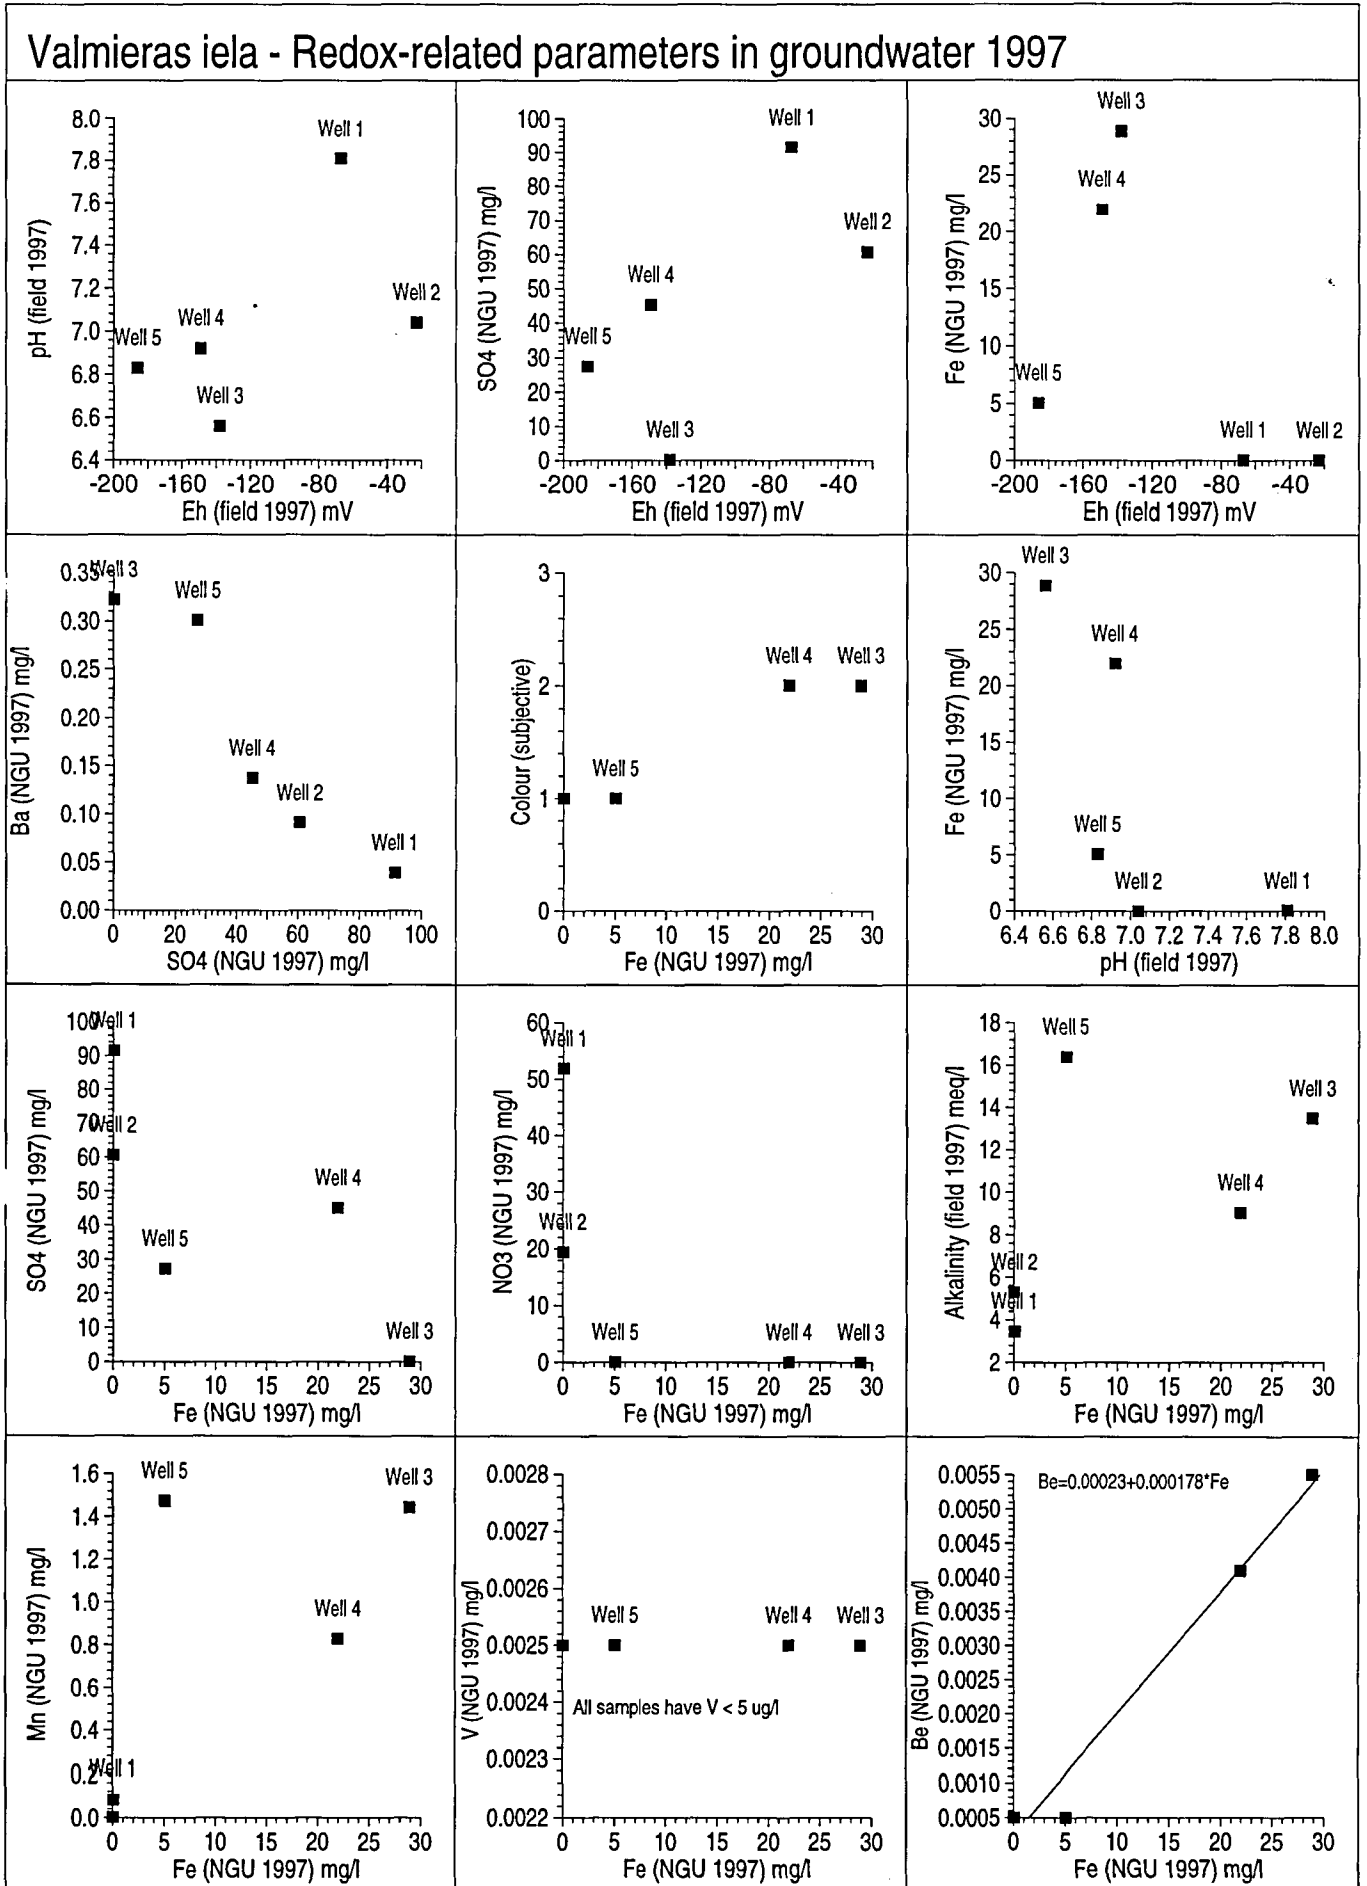 Valmieras iela - Redox-related parameters in groundwater 1997
8.0
7.8
7.6
7.4
7.2
7.0
6.8
6.6
6.4
pH (field 1997)
Well 1
Well 2
Well 4
Well 5
Well 3
-200 -160 -120 -80 -40
Eh (field 1997) mV
100
90
80
70
60
50
40
30
20
10
0
SO4 (NGU 1997) mg/l
Well 1
Well 2
Well 4
Well 5
Well 3
-200 -160 -120 -80 -40
Eh (field 1997) mV
30
25
20
15
10
5
0
Fe (NGU 1997) mg/l
Well 3
Well 4
Well 5
Well 1 Well 2
-200 -160 -120 -80 -40
Eh (field 1997) mV
0.35
0.30
0.25
0.20
0.15
0.10
0.05
0.00
Ba (NGU 1997) mg/l
Well 3
Well 5
Well 4
Well 2
Well 1
0 20 40 60 80 100
SO4 (NGU 1997) mg/l
3
2
1
0
Colour (subjective)
Well 4 Well 3
Well 5
0 5 10 15 20 25 30
Fe (NGU 1997) mg/l
30
25
20
15
10
5
0
Fe (NGU 1997) mg/l
Well 3
Well 4
Well 5
Well 2 Well 1
6.4 6.6 6.8 7.0 7.2 7.4 7.6 7.8 8.0
pH (field 1997)
100
90
80
70
60
50
40
30
20
10
0
SO4 (NGU 1997) mg/l
Well 1
Well 2
Well 4
Well 5
Well 3
0 5 10 15 20 25 30
Fe (NGU 1997) mg/l
60
50
40
30
20
10
0
NO3 (NGU 1997) mg/l
Well 1
Well 2
Well 5 Well 4 Well 3
0 5 10 15 20 25 30
Fe (NGU 1997) mg/l
18
16
14
12
10
8
6
4
2
Alkalinity (field 1997) meq/l
Well 5
Well 3
Well 4
Well 2
Well 1
0 5 10 15 20 25 30
Fe (NGU 1997) mg/l
1.6
1.4
1.2
1.0
0.8
0.6
0.4
0.2
0.0
Mn (NGU 1997) mg/l
Well 5 Well 3
Well 4
Well 1
0 5 10 15 20 25 30
Fe (NGU 1997) mg/l
0.0028
0.0027
0.0026
0.0025
0.0024
0.0023
0.0022
V (NGU 1997) mg/l
Well 5 Well 4 Well 3
All samples have V < 5 ug/l
0 5 10 15 20 25 30
Fe (NGU 1997) mg/l
0.0055
0.0050
0.0045
0.0040
0.0035
0.0030
0.0025
0.0020
0.0015
0.0010
0.0005
Be (NGU 1997) mg/l
Be=0.00023+0.000178*Fe
0 5 10 15 20 25 30
Fe (NGU 1997) mg/l